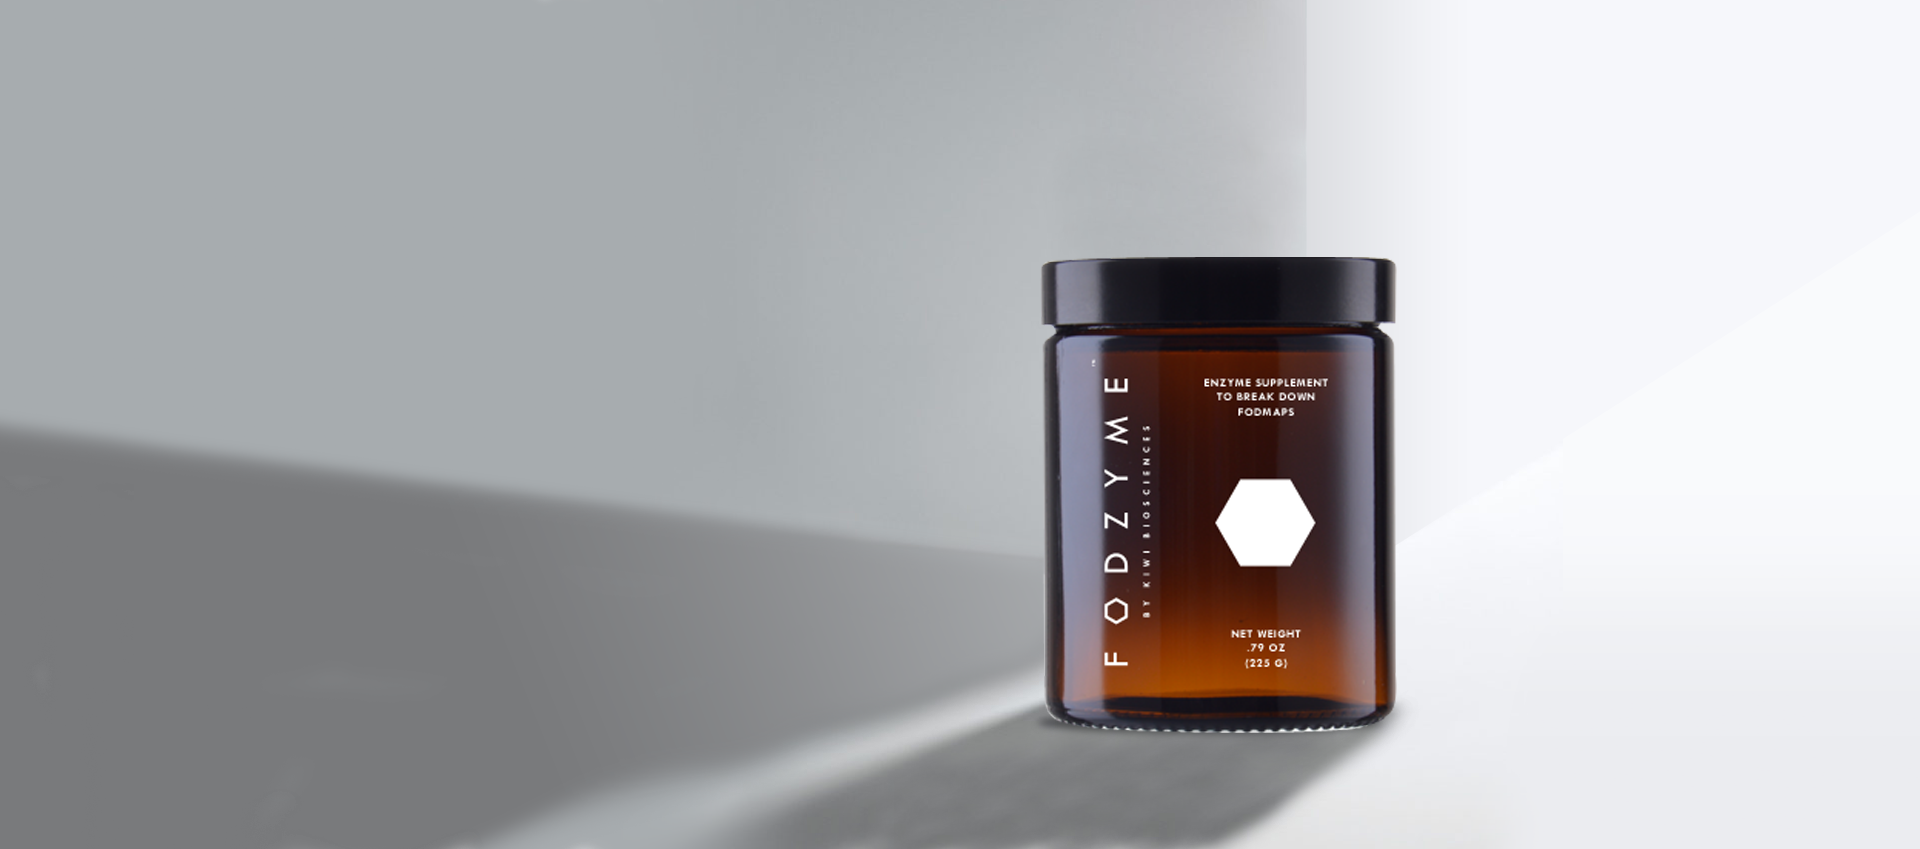 FODZYME
BY KIWI BIOSCIENCES
ENZYME SUPPLEMENT
TO BREAK DOWN
FODMAPS
NET WEIGHT
.79 OZ
(225 G)